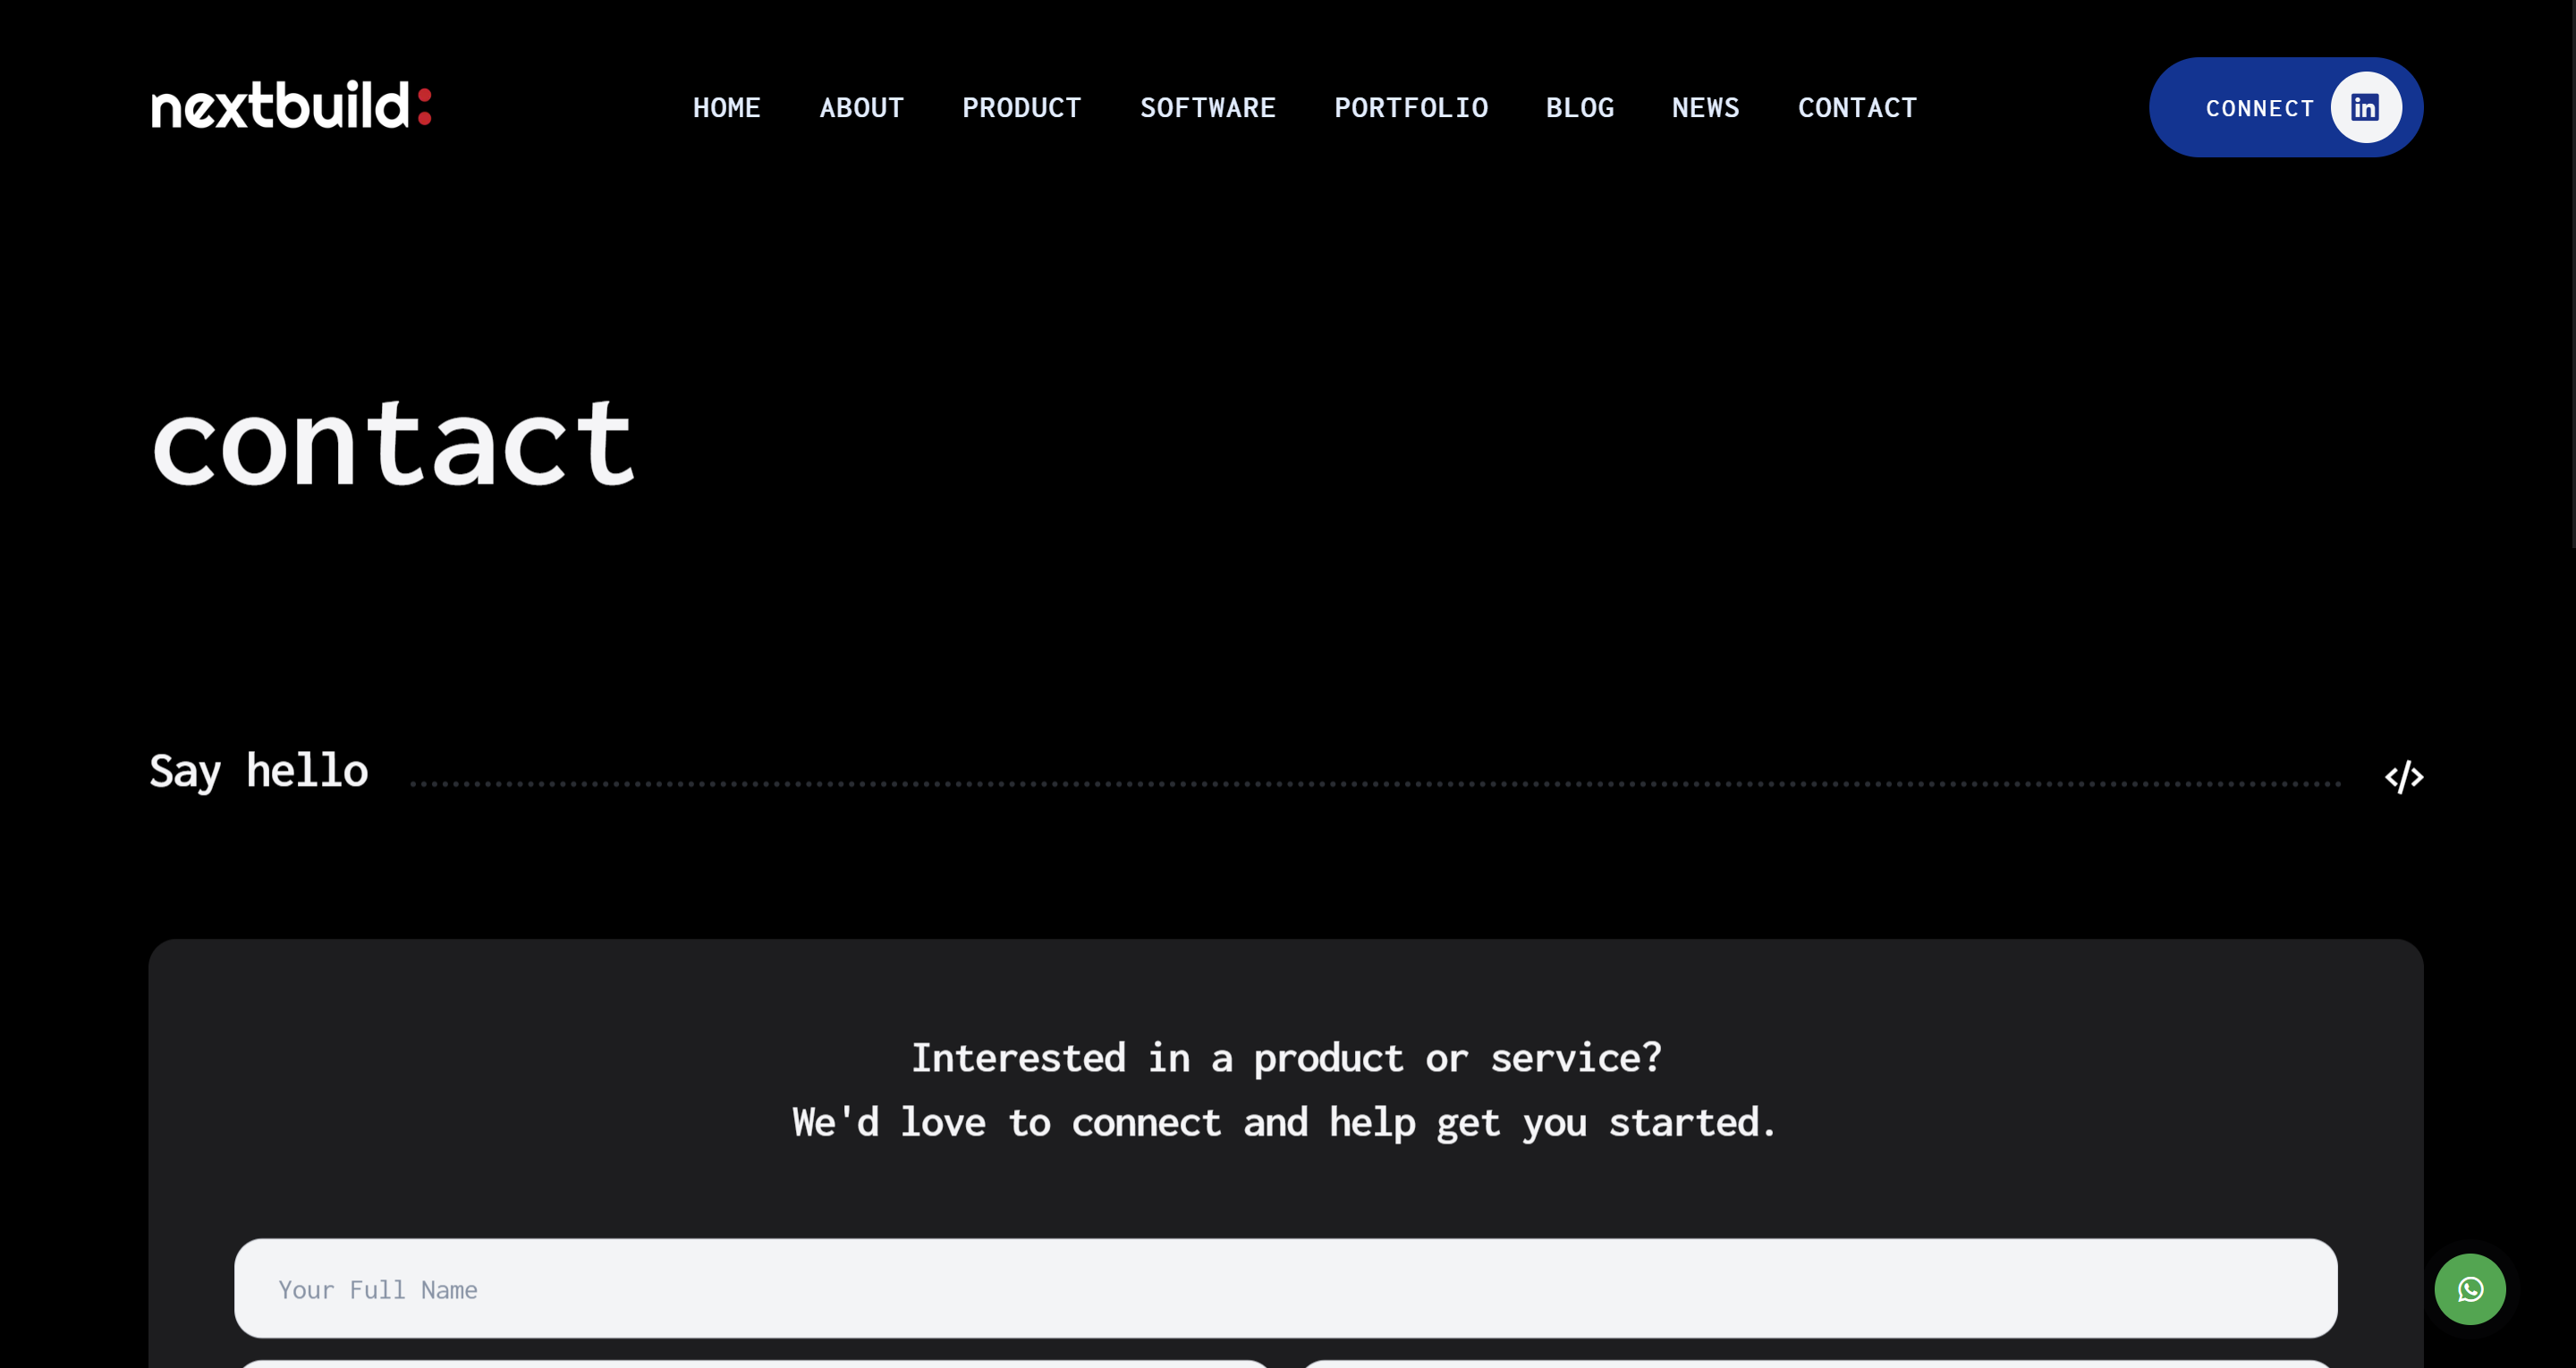 nextbuild:
HOME ABOUT PRODUCT SOFTWARE PORTFOLIO BLOG NEWS CONTACT
CONNECT in
contact
Say hello
Interested in a product or service?
We'd love to connect and help get you started.
Your Full Name